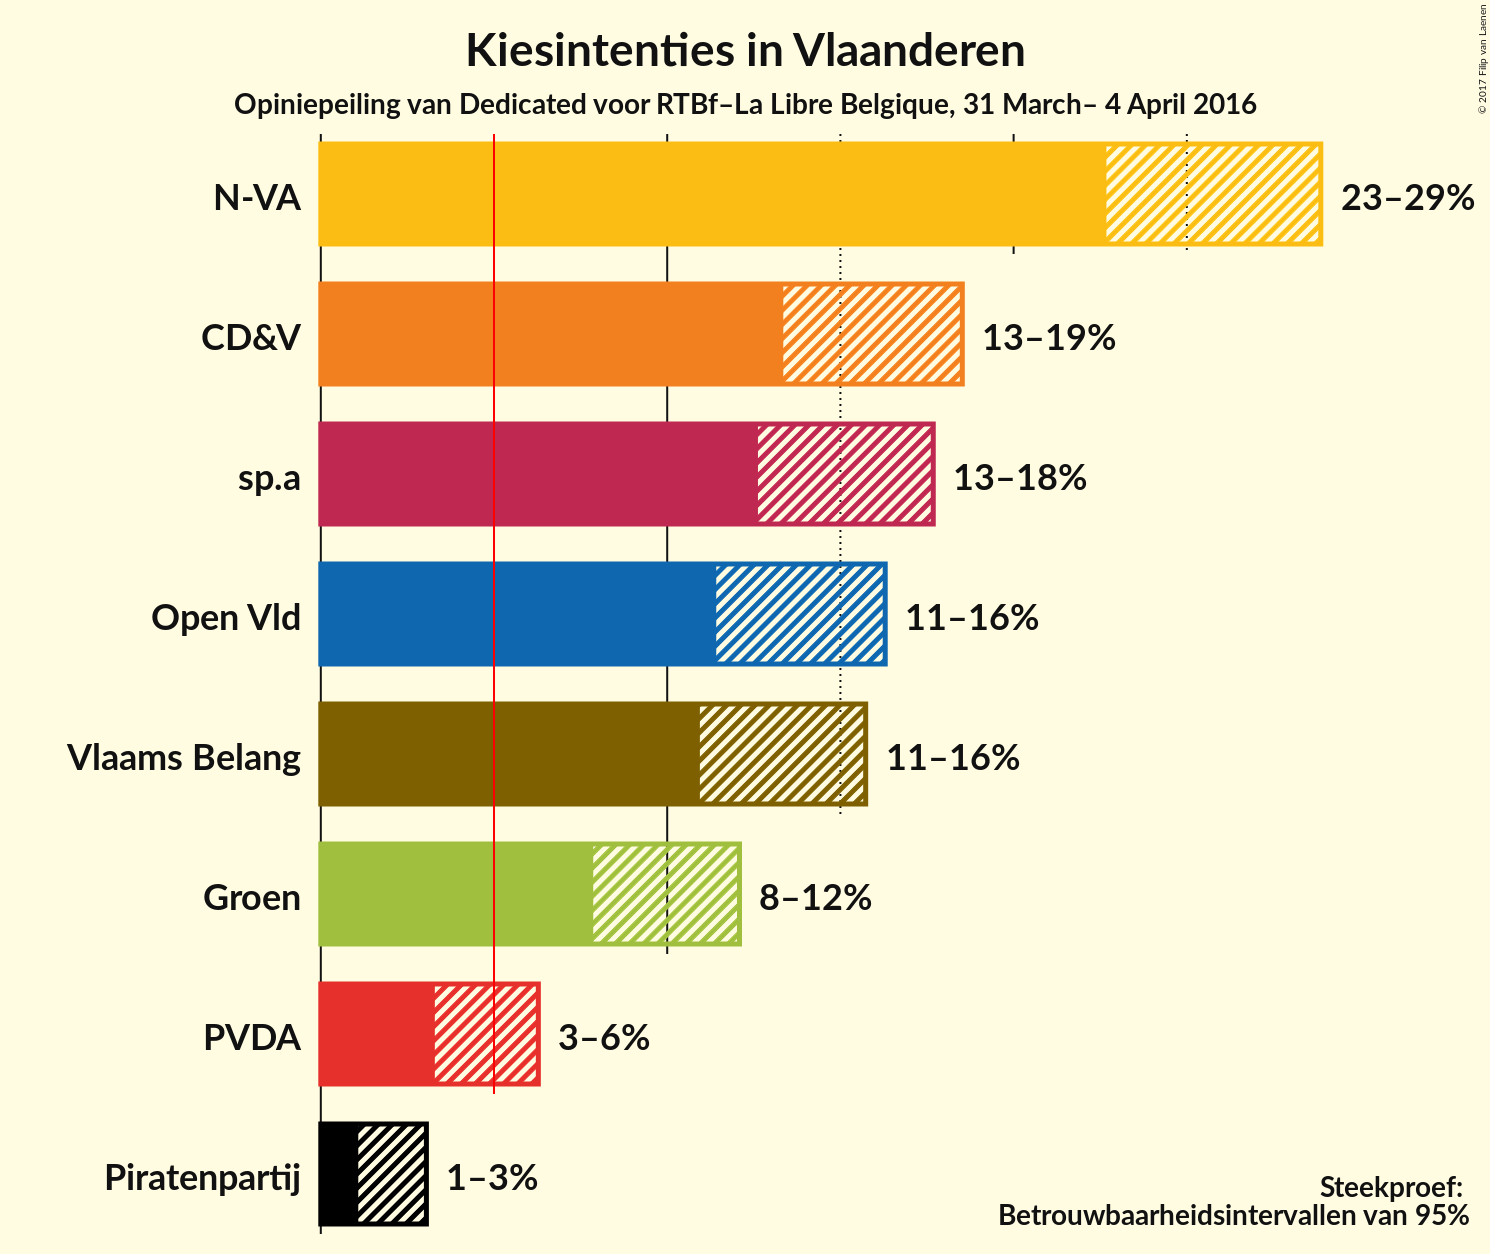 Kiesintenties in Vlaanderen
Opiniepeiling van Dedicated voor RTBf–La Libre Belgique, 31 March– 4 April 2016
© 2017 Filip van Laenen
N-VA
23–29%
CD&V
13–19%
sp.a
13–18%
Open Vld
11–16%
Vlaams Belang
11–16%
Groen
8–12%
PVDA
3–6%
Piratenpartij
1–3%
Steekproef:
Betrouwbaarheidsintervallen van 95%